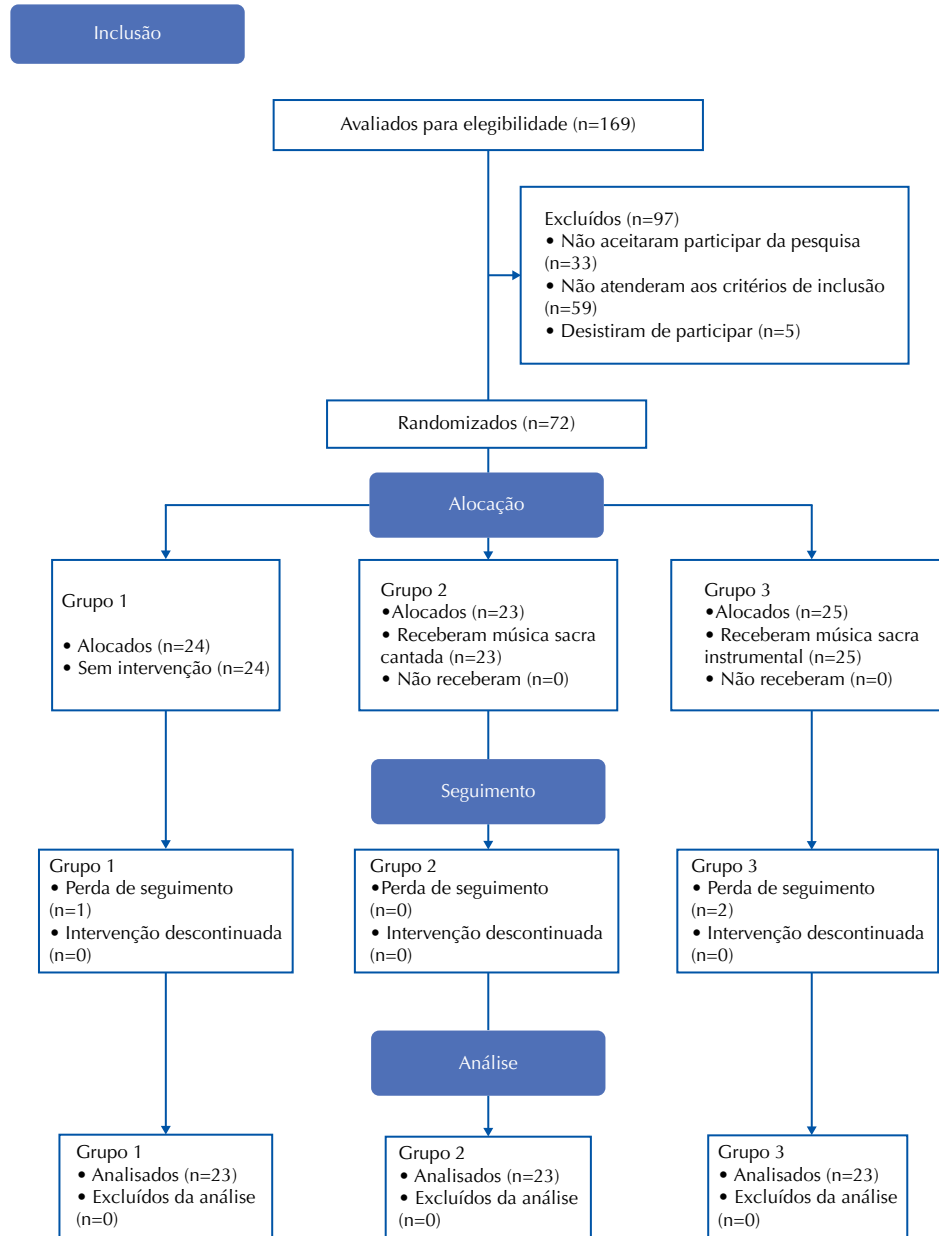 Inclusão
Avaliados para elegibilidade (n=169)
Excluídos (n=97)
• Não aceitaram participar da pesquisa
(n=33)
• Não atenderam aos critérios de inclusão
(n=59)
• Desistiram de participar (n=5)
Randomizados (n=72)
Alocação
Grupo 1
• Alocados (n=24)
• Sem intervenção (n=24)
Grupo 2
•Alocados (n=23)
• Receberam música sacra
cantada (n=23)
• Não receberam (n=0)
Grupo 3
•Alocados (n=25)
• Receberam música sacra
instrumental (n=25)
• Não receberam (n=0)
Seguimento
Grupo 1
• Perda de seguimento
(n=1)
• Intervenção descontinuada
(n=0)
Grupo 2
•Perda de seguimento
(n=0)
• Intervenção descontinuada
(n=0)
Grupo 3
• Perda de seguimento
(n=2)
• Intervenção descontinuada
(n=0)
Análise
Grupo 1
• Analisados (n=23)
• Excluídos da análise
(n=0)
Grupo 2
• Analisados (n=23)
• Excluídos da análise
(n=0)
Grupo 3
• Analisados (n=23)
• Excluídos da análise
(n=0)